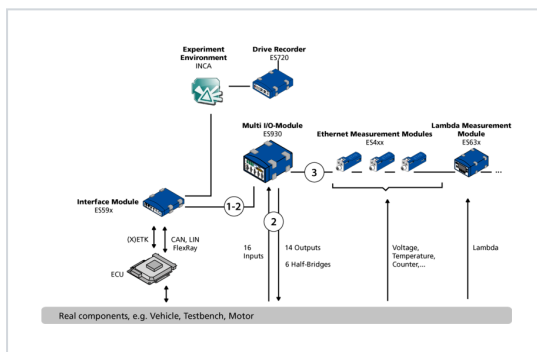 Experiment
Environment
INCA
Drive Recorder
ES720
Multi I/O-Module
ES930
Ethernet Measurement Modules
ES4xx
Lambda Measurement
Module
ES63x
3
...
Interface Module
ES59x
1-2
2
(X)ETK
CAN, LIN
FlexRay
16
Inputs
14 Outputs
6 Half-Bridges
Voltage,
Temperature,
Counter,...
Lambda
ECU
Real components, e.g. Vehicle, Testbench, Motor